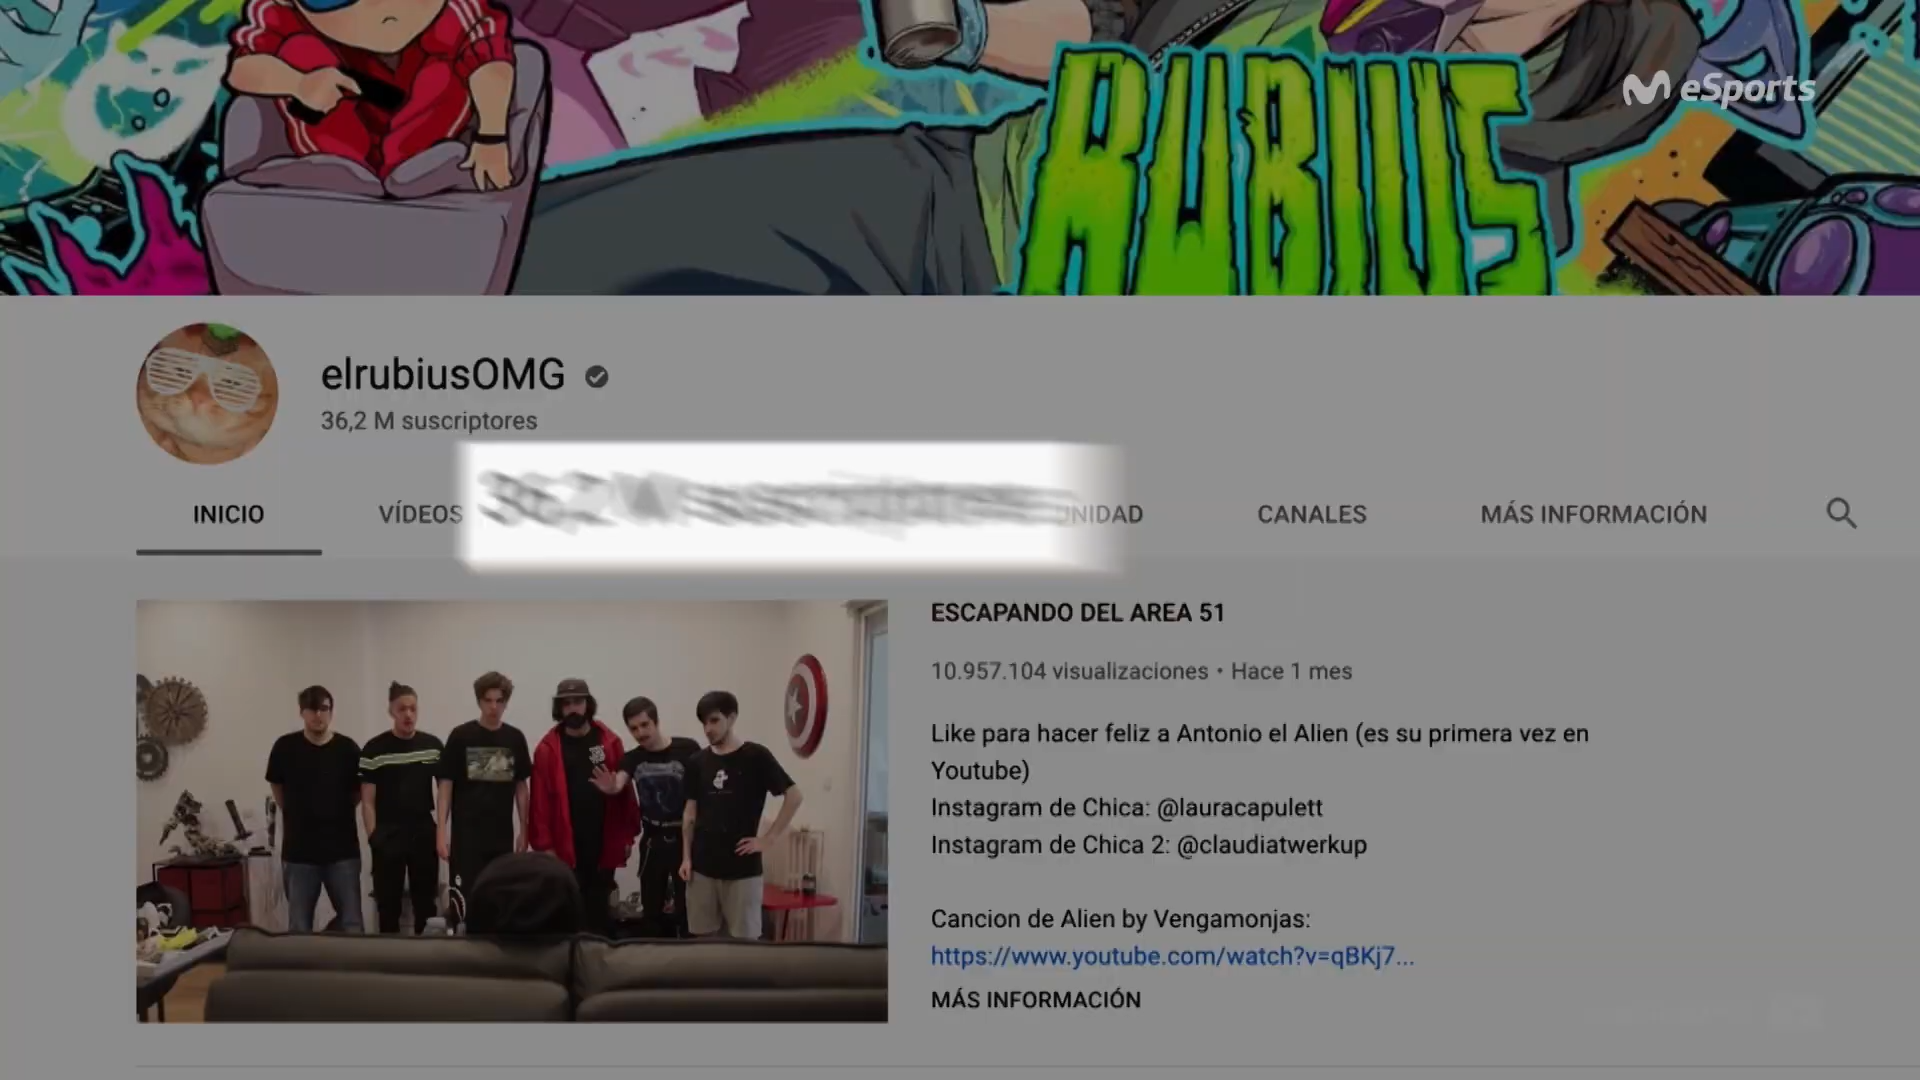 RUBIUS
eSports
elrubiusOMG
36,2 M suscriptores
36,2 M suscriptores
INICIO
VÍDEOS
CANALES
MÁS INFORMACIÓN
ESCAPANDO DEL AREA 51
10.957.104 visualizaciones • Hace 1 mes
Like para hacer feliz a Antonio el Alien (es su primera vez en
Youtube)
Instagram de Chica: @lauracapulett
Instagram de Chica 2: @claudiatwerkup
Cancion de Alien by Vengamonjas:
https://www.youtube.com/watch?v=qBKj7...
MÁS INFORMACIÓN